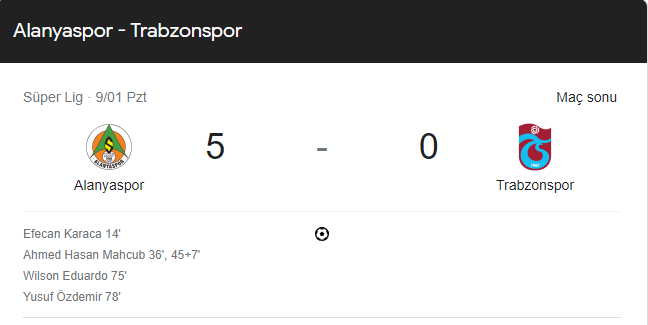 Alanyaspor - Trabzonspor
Süper Lig · 9/01 Pzt
Maç sonu
5 - 0
ALANYASPOR
Alanyaspor
Trabzonspor
Efecan Karaca 14'
Ahmed Hasan Mahcub 36', 45+7'
Wilson Eduardo 75'
Yusuf Özdemir 78'